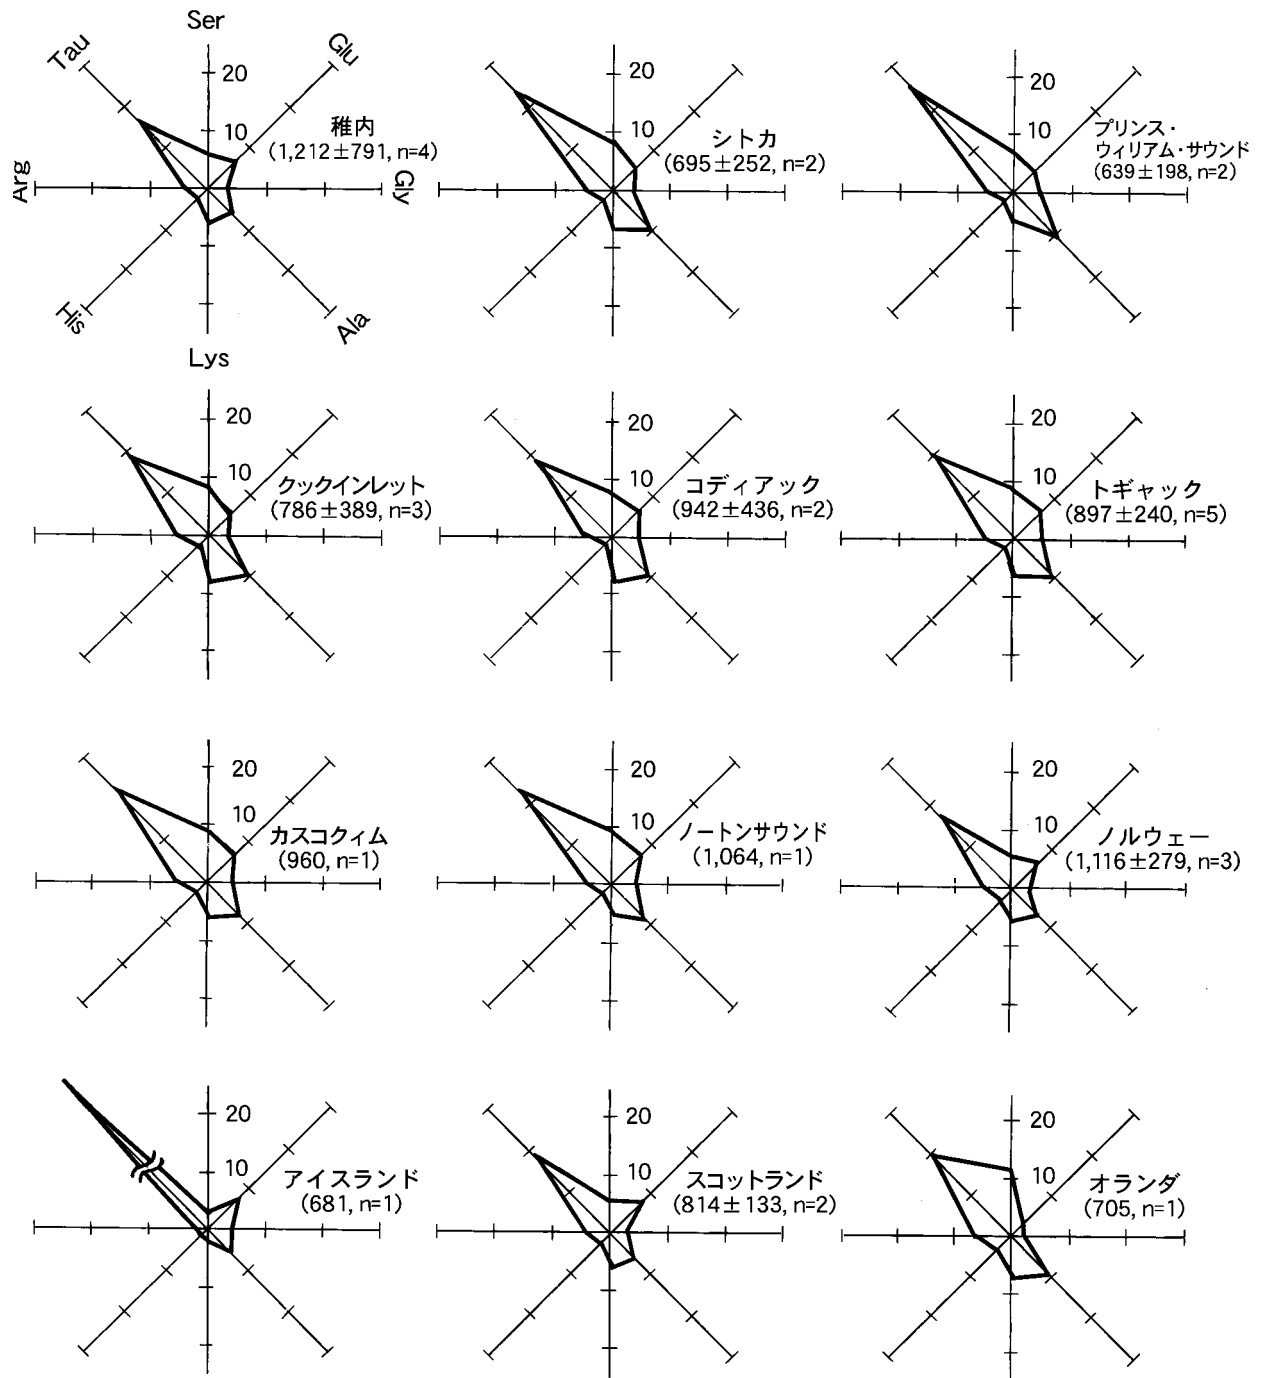 Ser
Tau
Glu
20
10
稚内
(1,212±791, n=4)
Arg
Gly
His
Ala
Lys
20
10
シトカ
(695±252, n=2)
20
10
プリンス・
ウィリアム・サウンド
(639±198, n=2)
20
10
クックインレット
(786±389, n=3)
20
10
コディアック
(942±436, n=2)
20
10
トギャック
(897±240, n=5)
20
10
カスコクィム
(960, n=1)
20
10
ノートンサウンド
(1,064, n=1)
20
10
ノルウェー
(1,116±279, n=3)
20
10
アイスランド
(681, n=1)
20
10
スコットランド
(814±133, n=2)
20
10
オランダ
(705, n=1)